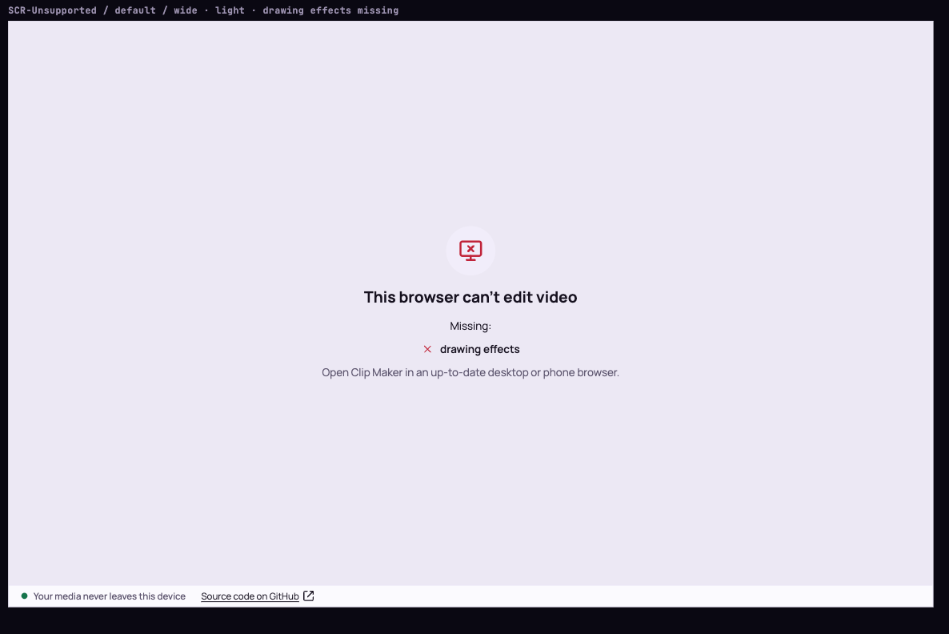 SCR-Unsupported / default / wide · light · drawing effects missing
This browser can't edit video
Missing:
drawing effects
Open Clip Maker in an up-to-date desktop or phone browser.
Your media never leaves this device
Source code on GitHub